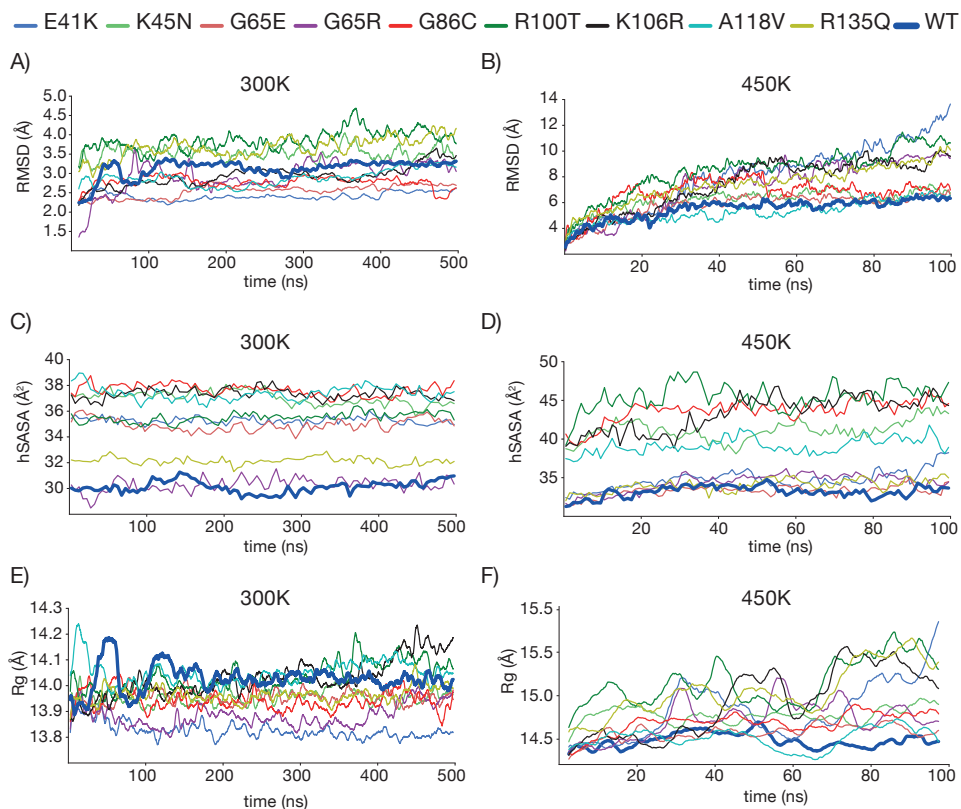 E41K K45N G65E G65R G86C R100T K106R A118V R135Q WT
A)
300K
RMSD (Å)
5.0
4.5
4.0
3.5
3.0
2.5
2.0
1.5
100 200 300 400 500
time (ns)
B)
450K
RMSD (Å)
14
12
10
8
6
4
20 40 60 80 100
time (ns)
C)
300K
hSASA (Å²)
40
38
36
34
32
30
100 200 300 400 500
time (ns)
D)
450K
hSASA (Å²)
50
45
40
35
20 40 60 80 100
time (ns)
E)
300K
Rg (Å)
14.3
14.2
14.1
14.0
13.9
13.8
100 200 300 400 500
time (ns)
F)
450K
Rg (Å)
15.5
15.5
15.0
14.5
20 40 60 80 100
time (ns)